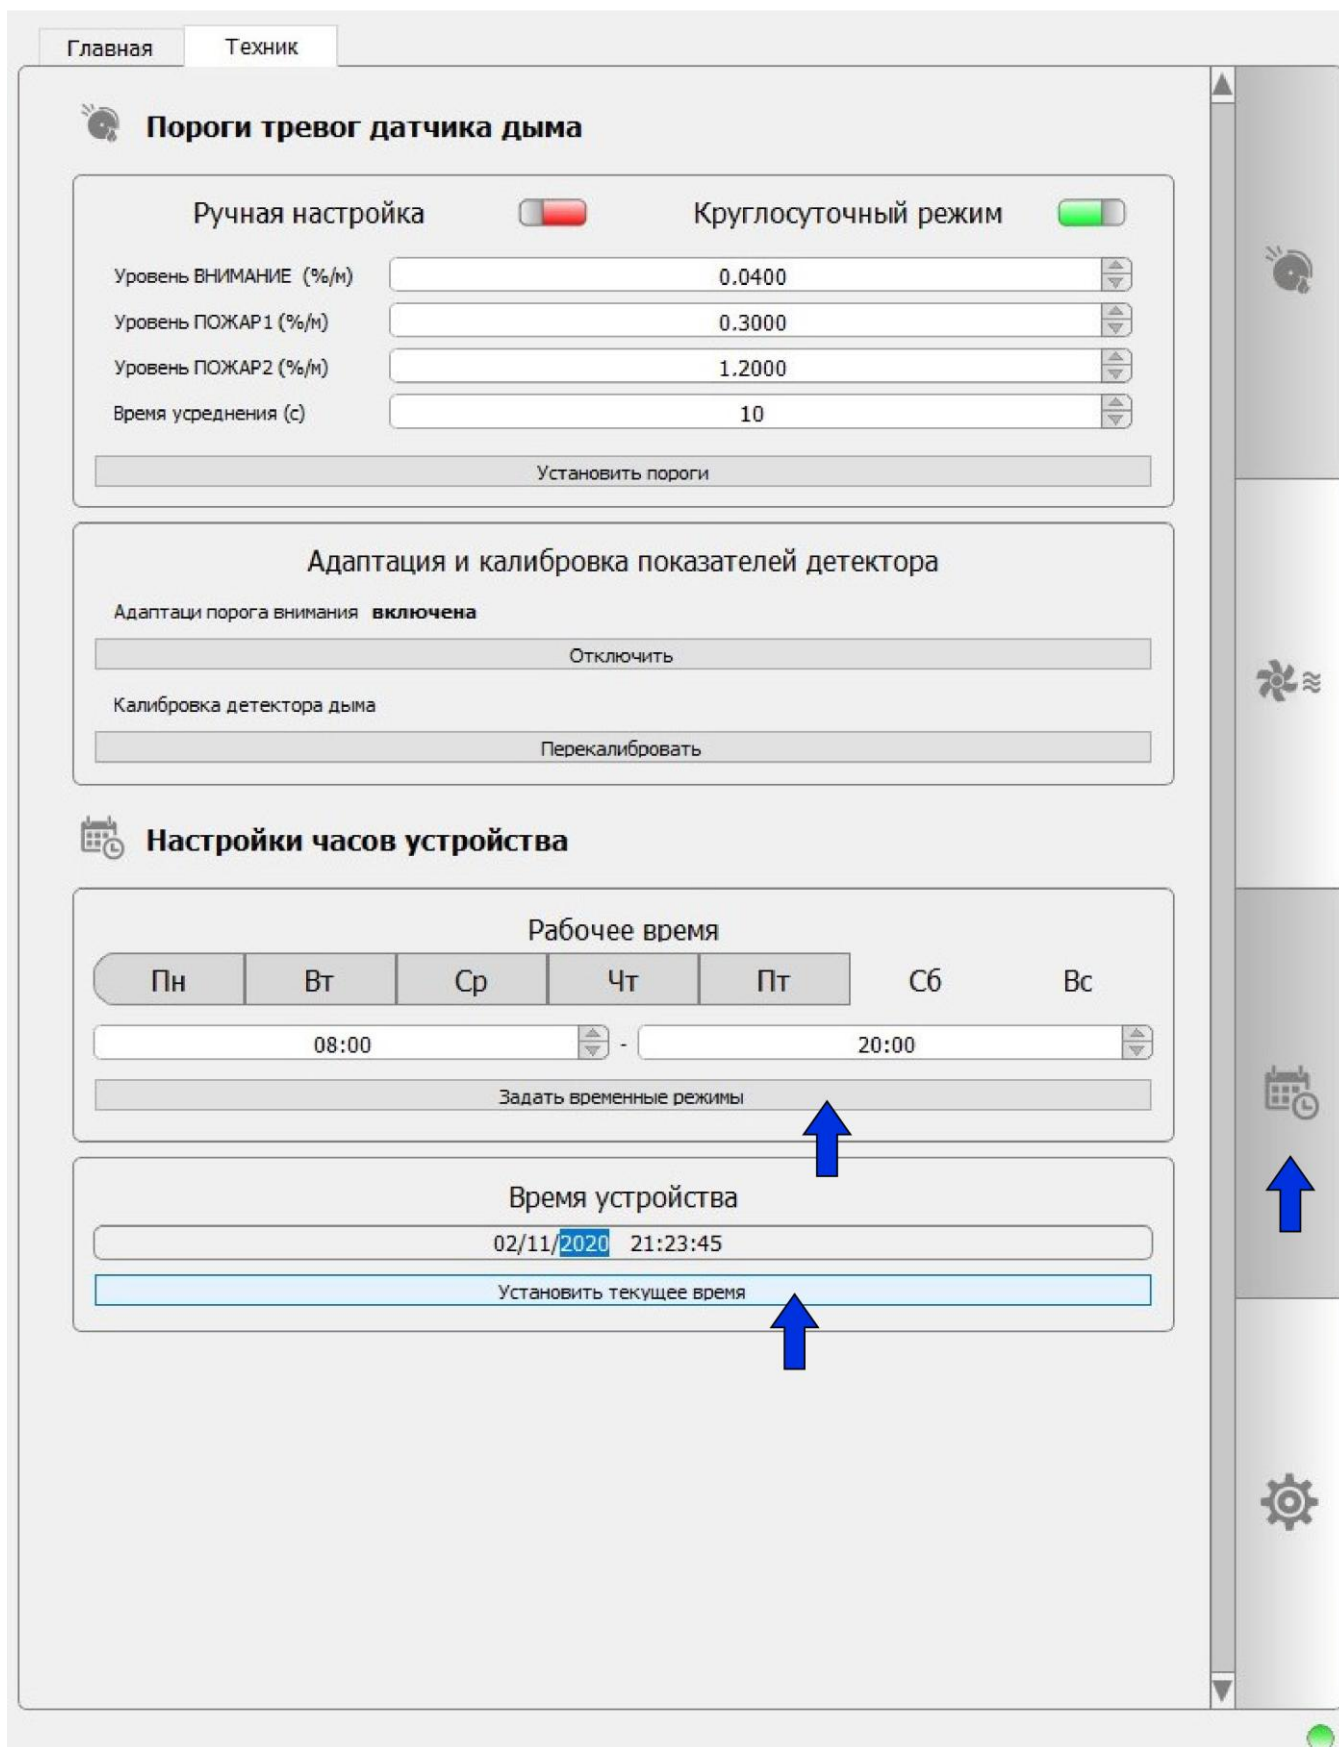 Главная Техник
Пороги тревог датчика дыма
Ручная настройка Круглосуточный режим
Уровень ВНИМАНИЕ (%/м) 0.0400
Уровень ПОЖАР1 (%/м) 0.3000
Уровень ПОЖАР2 (%/м) 1.2000
Время усреднения (с) 10
Установить пороги
Адаптация и калибровка показателей детектора
Адаптаци порога внимания включена
Отключить
Калибровка детектора дыма
Перекалибровать
Настройки часов устройства
Рабочее время
Пн Вт Ср Чт Пт Сб Вс
08:00 - 20:00
Задать временные режимы
Время устройства
02/11/2020 21:23:45
Установить текущее время